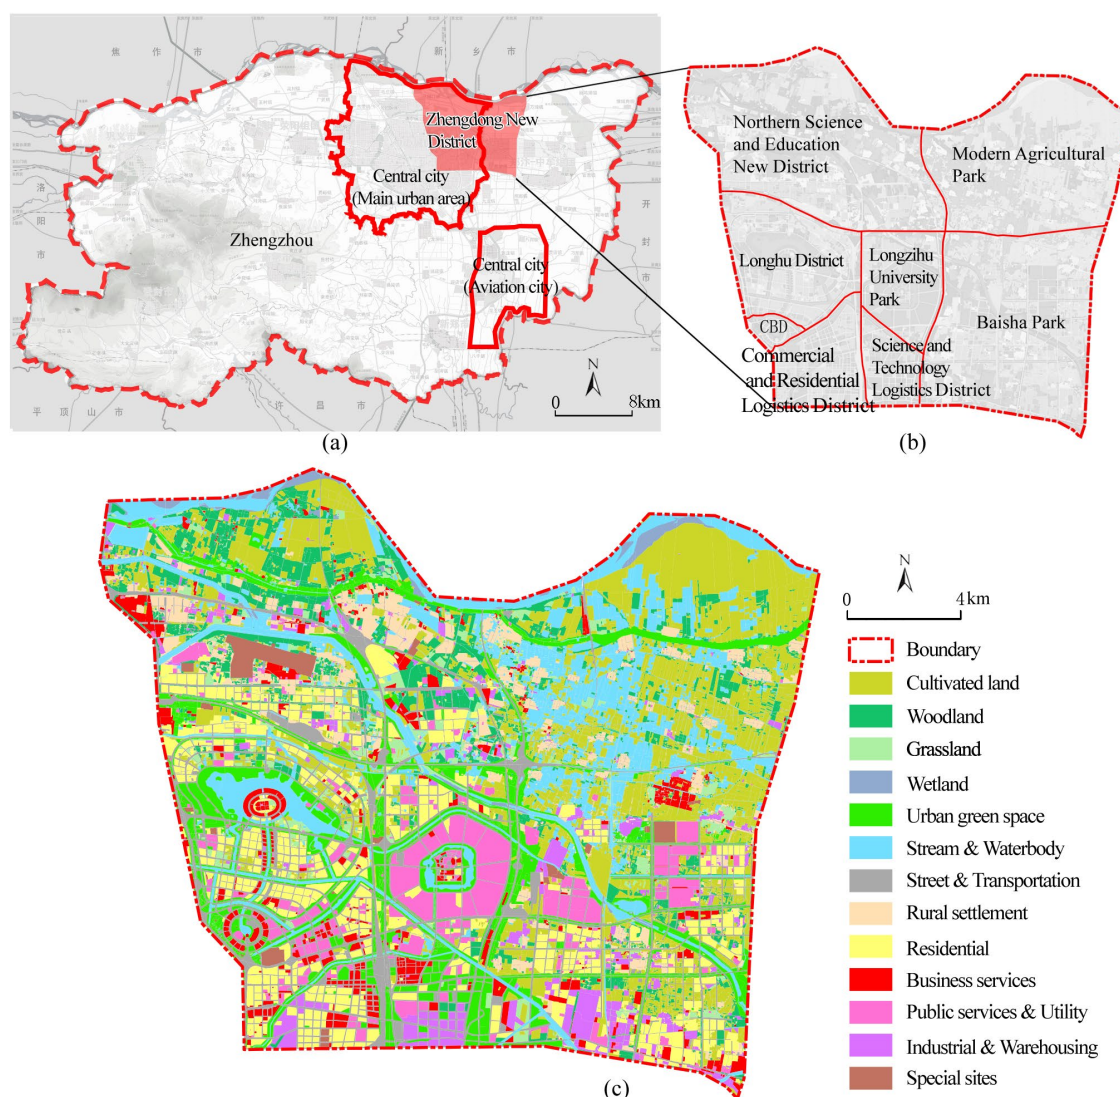 焦作市
新乡市
洛阳市
开封市
平顶山市
许昌市
Zhengdong New
District
Central city
(Main urban area)
Zhengzhou
Central city
(Aviation city)
N
0 8km
(a)
Northern Science
and Education
New District
Modern Agricultural
Park
Longhu District
Longzihu
University
Park
CBD
Baisha Park
Commercial
and Residential
Logistics District
Science and
Technology
Logistics District
(b)
N
0 4km
Boundary
Cultivated land
Woodland
Grassland
Wetland
Urban green space
Stream & Waterbody
Street & Transportation
Rural settlement
Residential
Business services
Public services & Utility
Industrial & Warehousing
Special sites
(c)